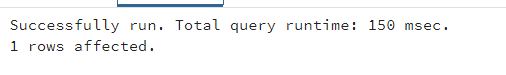 Successfully run. Total query runtime: 150 msec.
1 rows affected.